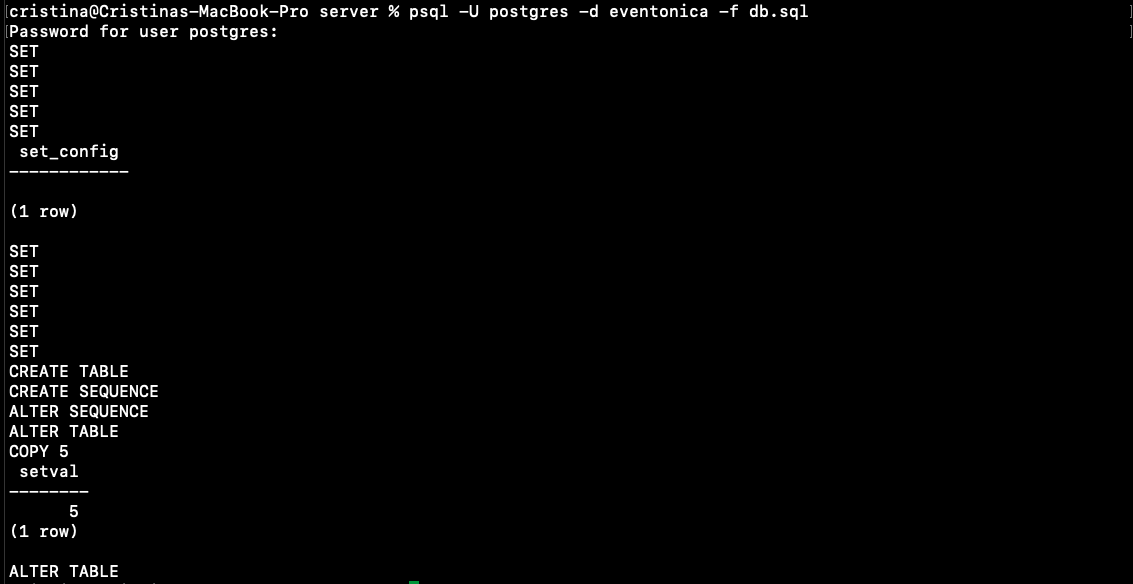 cristina@Cristinas-MacBook-Pro server % psql -U postgres -d eventonica -f db.sql
Password for user postgres:
SET
SET
SET
SET
SET
 set_config
------------

(1 row)

SET
SET
SET
SET
SET
SET
CREATE TABLE
CREATE SEQUENCE
ALTER SEQUENCE
ALTER TABLE
COPY 5
 setval
--------
      5
(1 row)

ALTER TABLE